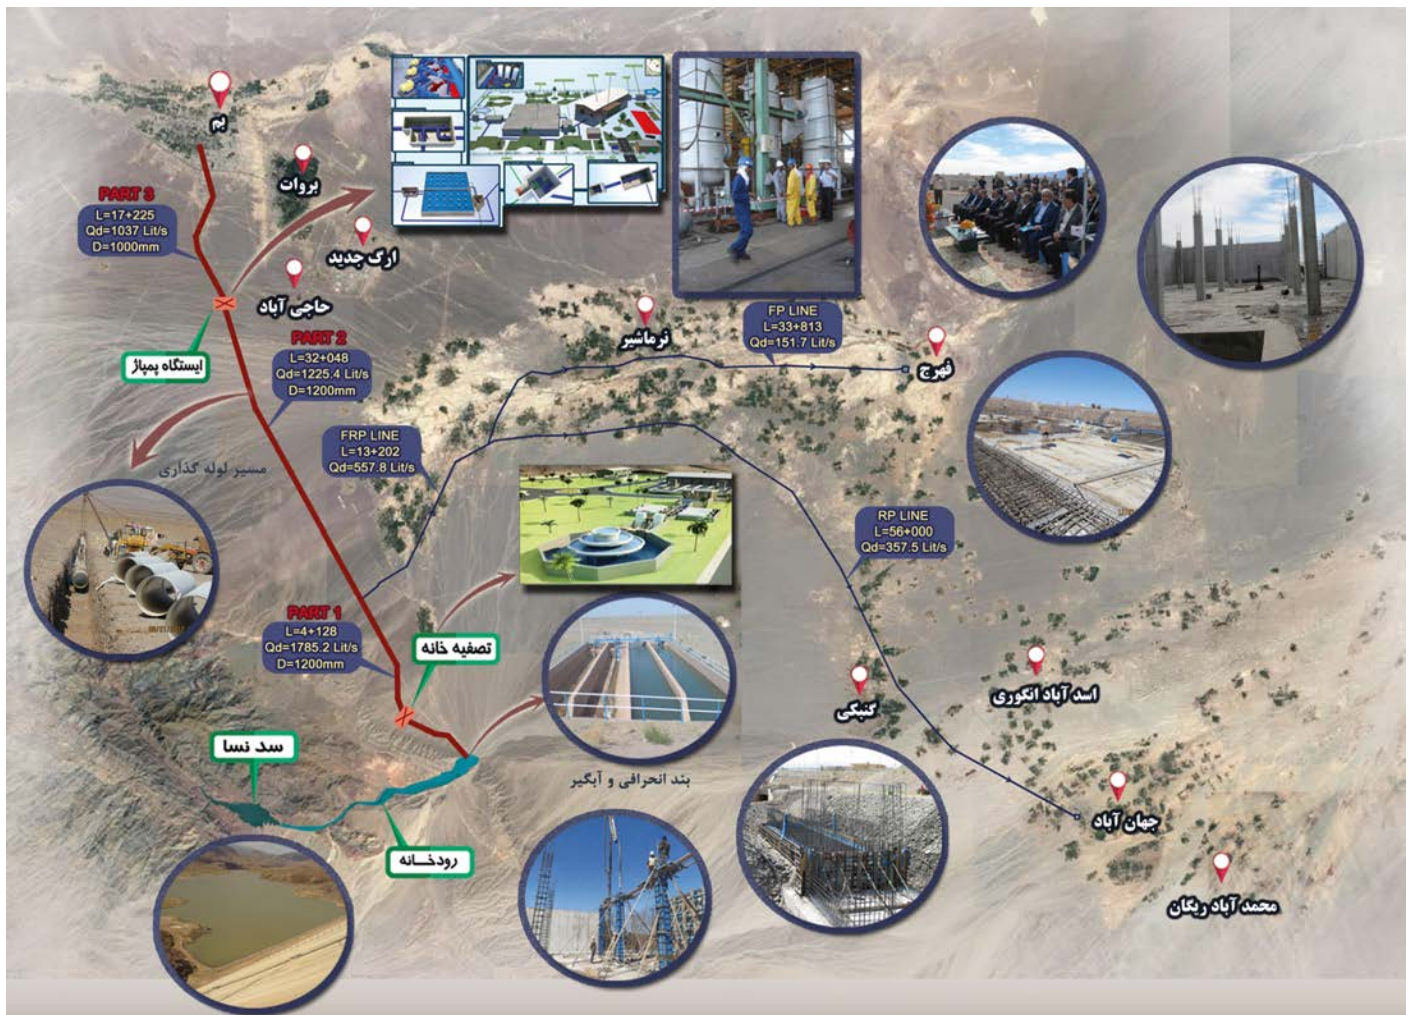 بم
بروات
PART 3
L=17+225
Qd=1037 Lit/s
D=1000mm
ارگ جدید
حاجی آباد
نرماشیر
FP LINE
L=33+813
Qd=151.7 Lit/s
فهرج
PART 2
L=32+048
Qd=1225.4 Lit/s
D=1200mm
ایستگاه پمپاژ
FRP LINE
L=13+202
Qd=557.8 Lit/s
مسیر لوله گذاری
RP LINE
L=56+000
Qd=357.5 Lit/s
PART 1
L=4+128
Qd=1785.2 Lit/s
D=1200mm
تصفیه خانه
گنبکی
اسد آباد انگوری
سد نسا
بند انحرافی و آبگیر
جهان آباد
رودخــانه
محمد آباد ریگان